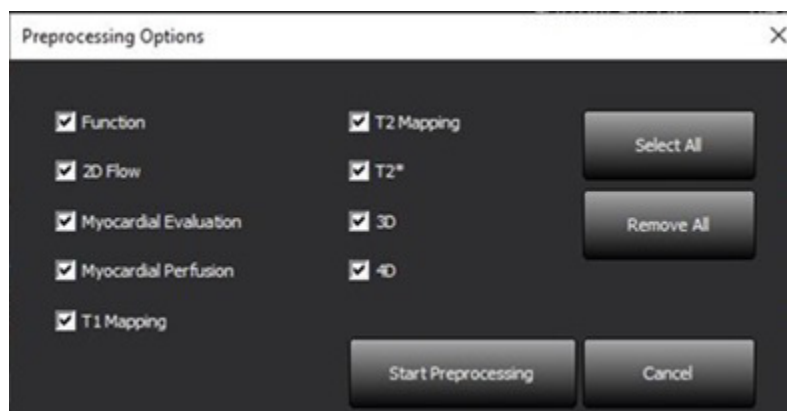 Preprocessing Options
Function
2D Flow
Myocardial Evaluation
Myocardial Perfusion
T1 Mapping
T2 Mapping
T2*
3D
4D
Select All
Remove All
Start Preprocessing
Cancel